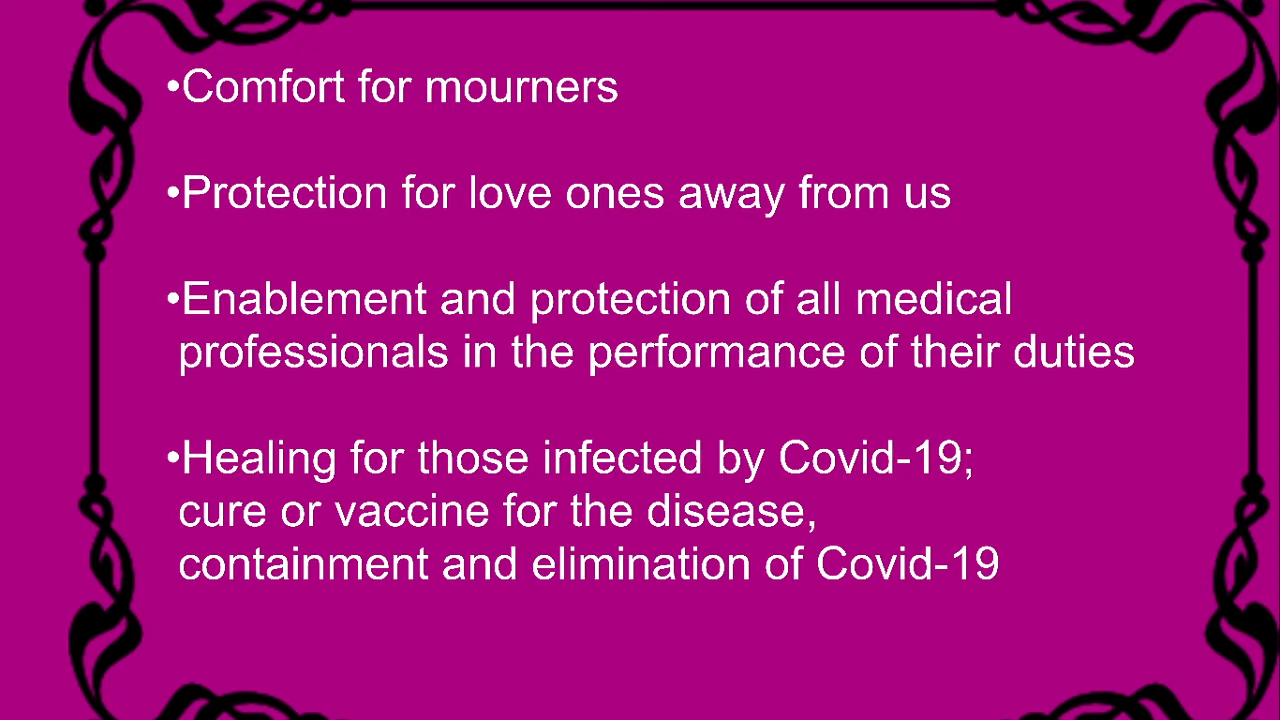 •Comfort for mourners
•Protection for love ones away from us
•Enablement and protection of all medical
professionals in the performance of their duties
•Healing for those infected by Covid-19;
cure or vaccine for the disease,
containment and elimination of Covid-19